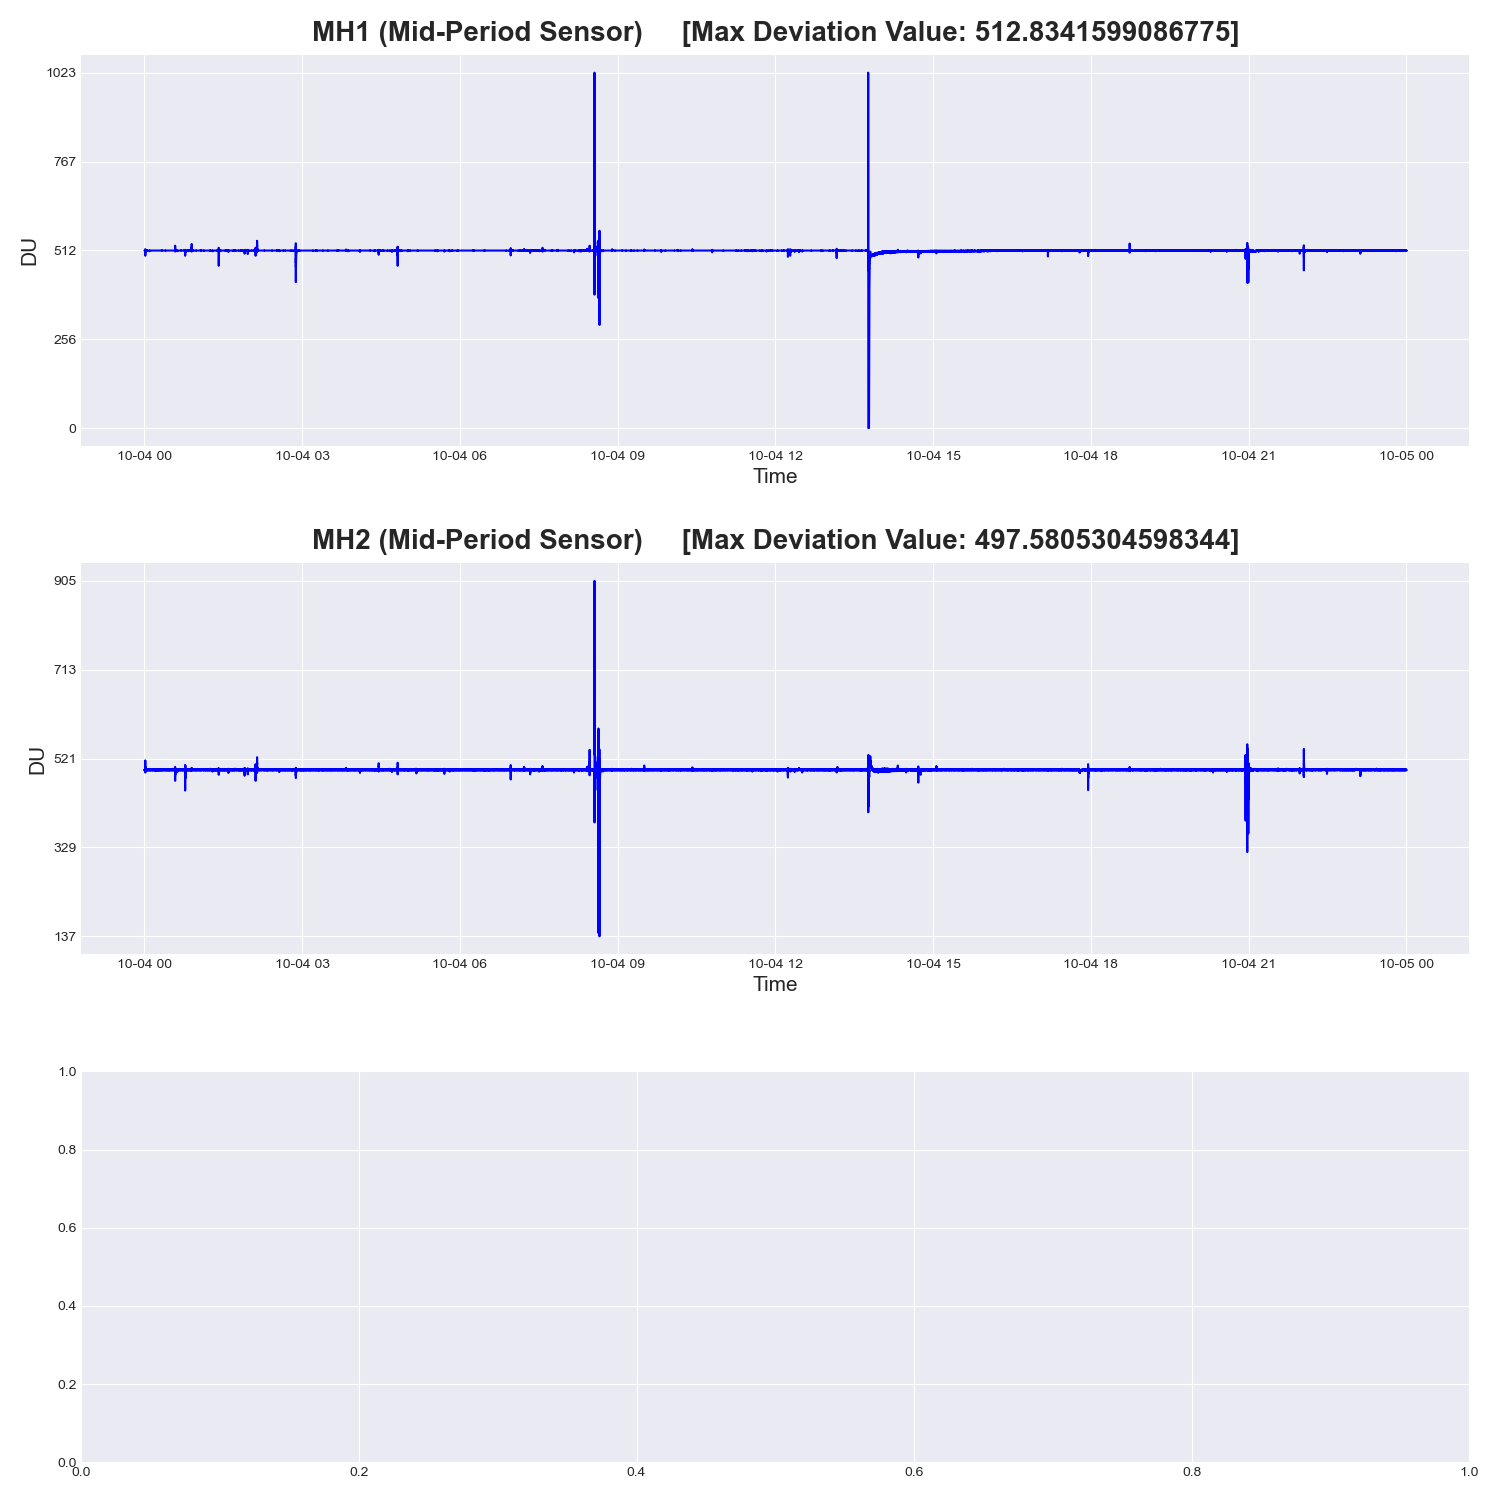 MH1 (Mid-Period Sensor) [Max Deviation Value: 512.8341599086775]
1023
767
512
256
0
DU
10-04 00 10-04 03 10-04 06 10-04 09 10-04 12 10-04 15 10-04 18 10-04 21 10-05 00
Time
MH2 (Mid-Period Sensor) [Max Deviation Value: 497.5805304598344]
905
713
521
329
137
DU
10-04 00 10-04 03 10-04 06 10-04 09 10-04 12 10-04 15 10-04 18 10-04 21 10-05 00
Time
1.0
0.8
0.6
0.4
0.2
0.0
0.0 0.2 0.4 0.6 0.8 1.0